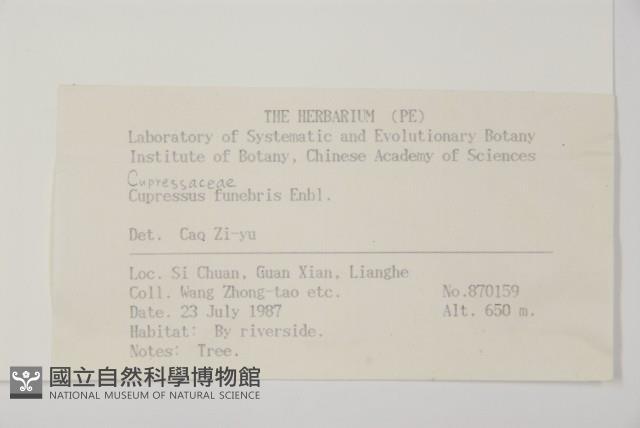 THE HERBARIUM (PE)
Laboratory of Systematic and Evolutionary Botany
Institute of Botany, Chinese Academy of Sciences
Cupressaceae
Cupressus funebris Enbl.
Det. Cao Zi-yu
Loc. Si Chuan, Guan Xian, Lianghe
Coll. Wang Zhong-tao etc. No.870159
Date. 23 July 1987 Alt. 650 m.
Habitat: By riverside.
Notes: Tree.
國立自然科學博物館
NATIONAL MUSEUM OF NATURAL SCIENCE